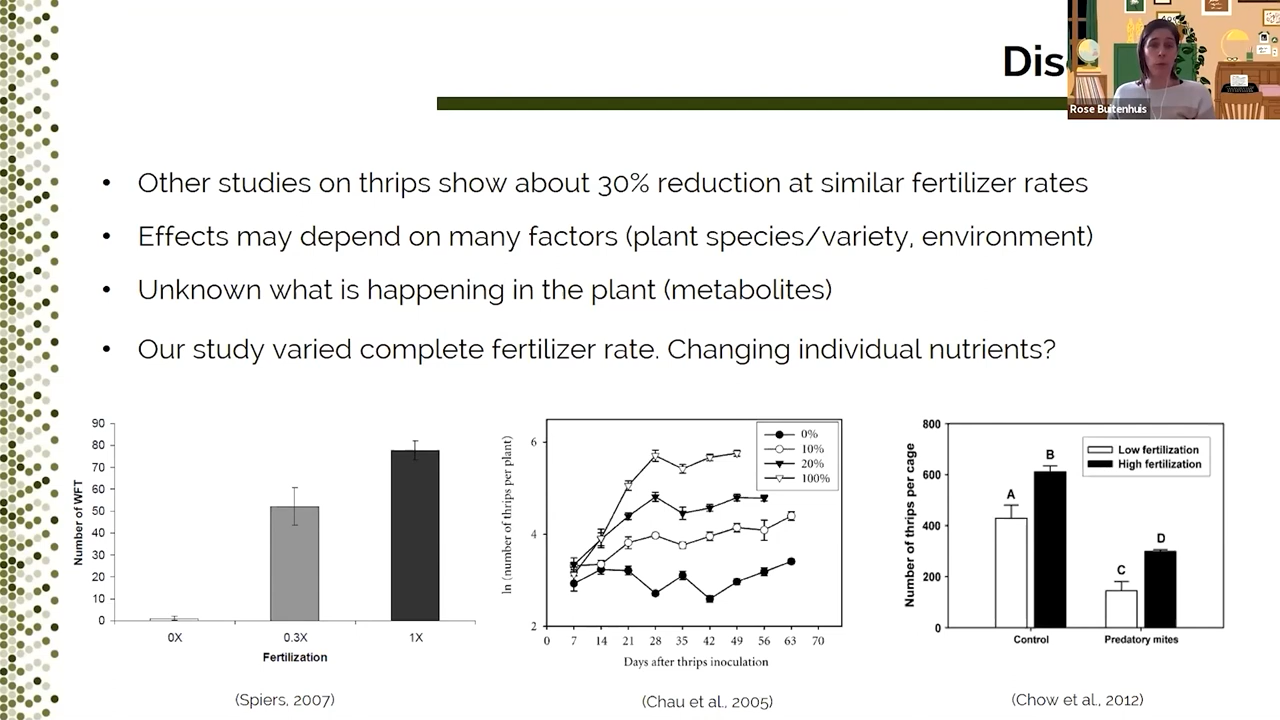 Dis
Rose Buitenhuis
• Other studies on thrips show about 30% reduction at similar fertilizer rates
• Effects may depend on many factors (plant species/variety, environment)
• Unknown what is happening in the plant (metabolites)
• Our study varied complete fertilizer rate. Changing individual nutrients?
90
80
70
60
50
40
30
20
10
0
Number of WFT
0X 0.3X 1X
Fertilization
(Spiers, 2007)
6
4
2
ln (number of thrips per plant)
0%
10%
20%
100%
0 7 14 21 28 35 42 49 56 63 70
Days after thrips inoculation
(Chau et al., 2005)
800
600
400
200
0
Number of thrips per cage
Low fertilization
High fertilization
A
B
C
D
Control Predatory mites
(Chow et al., 2012)